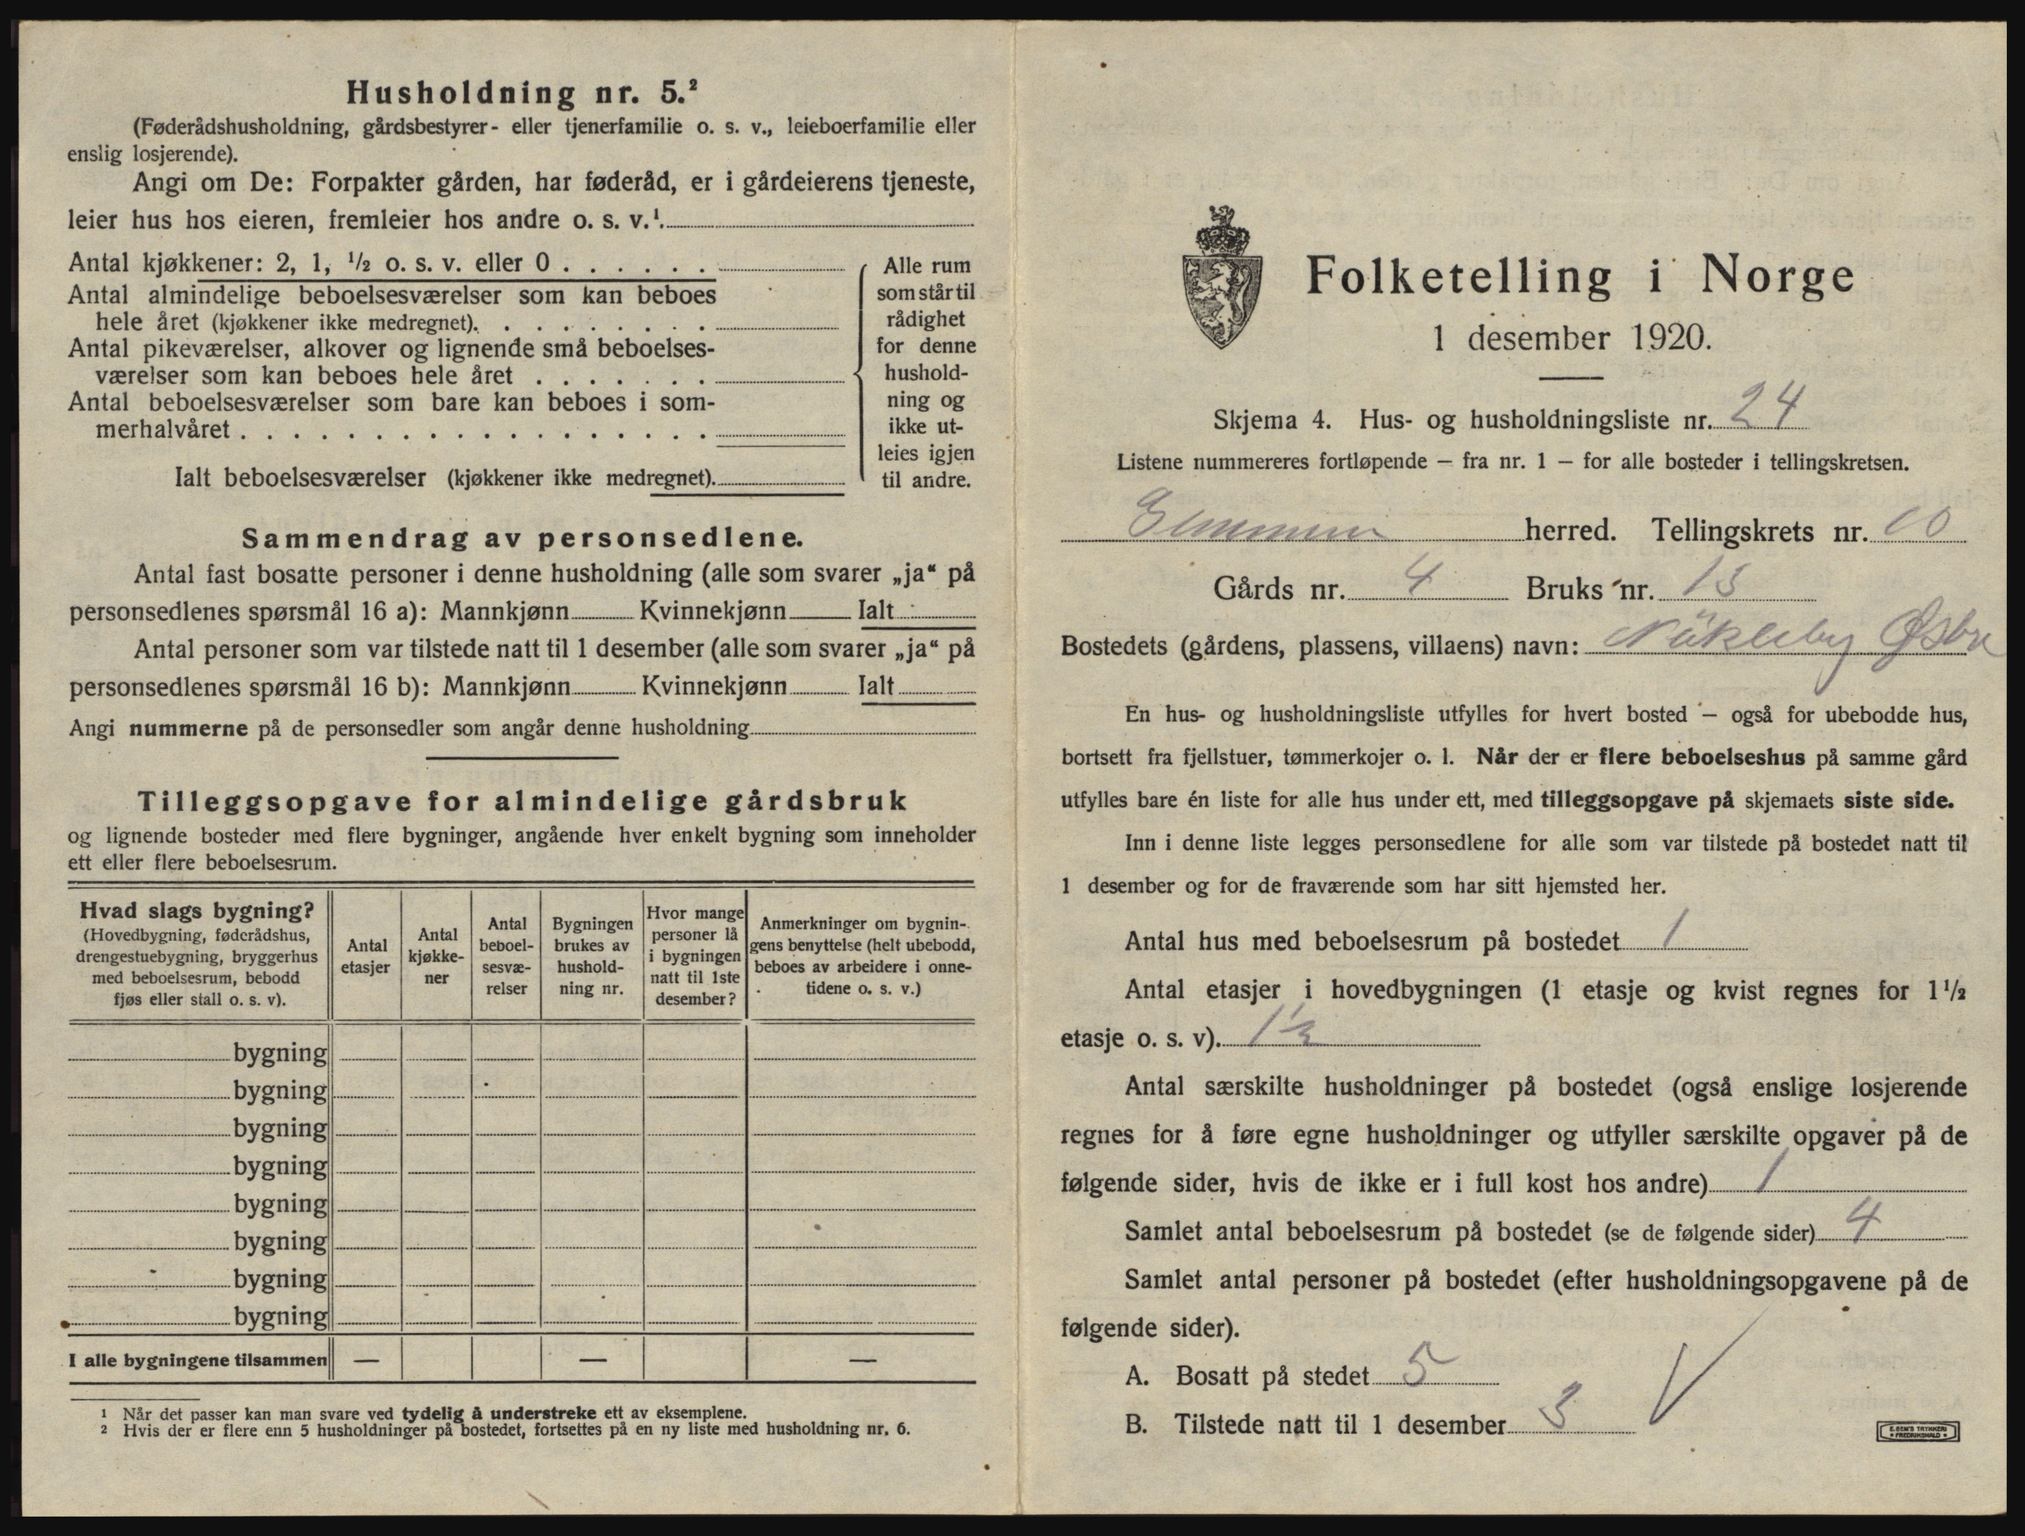 Husholdning nr. 5.²
(Føderådshusholdning, gårdsbestyrer- eller tjenerfamilie o. s. v., leieboerfamilie eller
enslig losjerende).
Angi om De: Forpakter gården, har føderåd, er i gårdeierens tjeneste,
leier hus hos eieren, fremleier hos andre o. s. v.¹.
Antal kjøkkener: 2, 1, ½ o. s. v. eller 0 . . . . . .
Antal almindelige beboelsesværelser som kan beboes
hele året (kjøkkener ikke medregnet). . . . . . . . .
Antal pikeværelser, alkover og lignende små beboelses-
værelser som kan beboes hele året . . . . . . .
Antal beboelsesværelser som bare kan beboes i som-
merhalvåret . . . . . . . . . . . . . . . . . .
Ialt beboelsesværelser (kjøkkener ikke medregnet).
Alle rum
som står til
rådighet
for denne
hushold-
ning og
ikke ut-
leies igjen
til andre.
Sammendrag av personsedlene.
Antal fast bosatte personer i denne husholdning (alle som svarer „ja“ på
personsedlenes spørsmål 16 a): Mannkjønn Kvinnekjønn Ialt
Antal personer som var tilstede natt til 1 desember (alle som svarer „ja“ på
personsedlenes spørsmål 16 b): Mannkjønn Kvinnekjønn Ialt
Angi nummerne på de personsedler som angår denne husholdning
Tilleggsopgave for almindelige gårdsbruk
og lignende bosteder med flere bygninger, angående hver enkelt bygning som inneholder
ett eller flere beboelsesrum.
Hvad slags bygning?
(Hovedbygning, føderådshus,
drengestuebygning, bryggerhus
med beboelsesrum, bebodd
fjøs eller stall o. s. v).
Antal
etasjer
Antal
kjøkke-
ner
Antal
beboel-
sesvæ-
relser
Bygningen
brukes av
hushold-
ning nr.
Hvor mange
personer lå
i bygningen
natt til 1ste
desember?
Anmerkninger om bygnin-
gens benyttelse (helt ubebodd,
beboes av arbeidere i onne-
tidene o. s. v.)
bygning
bygning
bygning
bygning
bygning
bygning
bygning
bygning
I alle bygningene tilsammen — — —
¹ Når det passer kan man svare ved tydelig å understreke ett av eksemplene.
² Hvis der er flere enn 5 husholdninger på bostedet, fortsettes på en ny liste med husholdning nr. 6.
Folketelling i Norge
1 desember 1920.
Skjema 4. Hus- og husholdningsliste nr. 24
Listene nummereres fortløpende – fra nr. 1 – for alle bosteder i tellingskretsen.
Glemmen herred. Tellingskrets nr. 10
Gårds nr. 4 Bruks nr. 15
Bostedets (gårdens, plassens, villaens) navn: Nøkleby Østre
En hus- og husholdningsliste utfylles for hvert bosted – også for ubebodde hus,
bortsett fra fjellstuer, tømmerkojer o. l. Når der er flere beboelseshus på samme gård
utfylles bare én liste for alle hus under ett, med tilleggsopgave på skjemaets siste side.
Inn i denne liste legges personsedlene for alle som var tilstede på bostedet natt til
1 desember og for de fraværende som har sitt hjemsted her.
Antal hus med beboelsesrum på bostedet 1
Antal etasjer i hovedbygningen (1 etasje og kvist regnes for 1½
etasje o. s. v). 1½
Antal særskilte husholdninger på bostedet (også enslige losjerende
regnes for å føre egne husholdninger og utfyller særskilte opgaver på de
følgende sider, hvis de ikke er i full kost hos andre) 1
Samlet antal beboelsesrum på bostedet (se de følgende sider) 4
Samlet antal personer på bostedet (efter husholdningsopgavene på de
følgende sider).
A. Bosatt på stedet 5
B. Tilstede natt til 1 desember 3
E. SEM'S TRYKKERI
FREDRIKSHALD